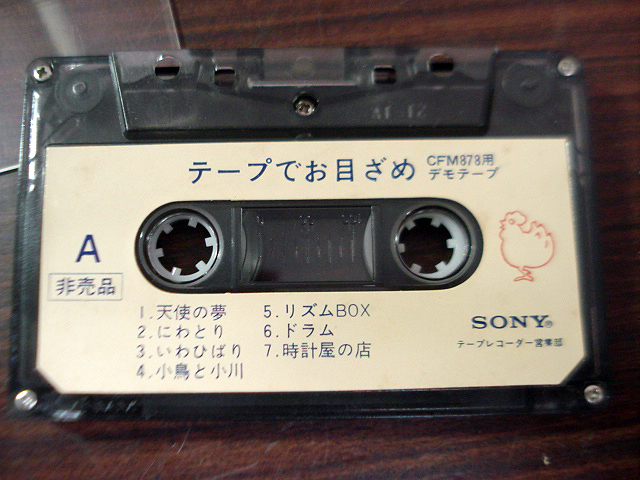 テープでお目ざめ
CFM878用
デモテープ
A
非売品
1.天使の夢
2.にわとり
3.いわひばり
4.小鳥と小川
5.リズムBOX
6.ドラム
7.時計屋の店
SONY®
テープレコーダー営業部